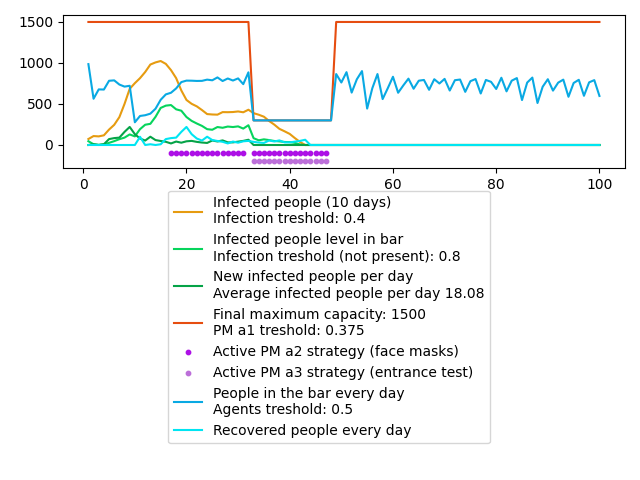 1500
1000
500
0
0 20 40 60 80 100
Infected people (10 days)
Infection treshold: 0.4
Infected people level in bar
Infection treshold (not present): 0.8
New infected people per day
Average infected people per day 18.08
Final maximum capacity: 1500
PM a1 treshold: 0.375
Active PM a2 strategy (face masks)
Active PM a3 strategy (entrance test)
People in the bar every day
Agents treshold: 0.5
Recovered people every day